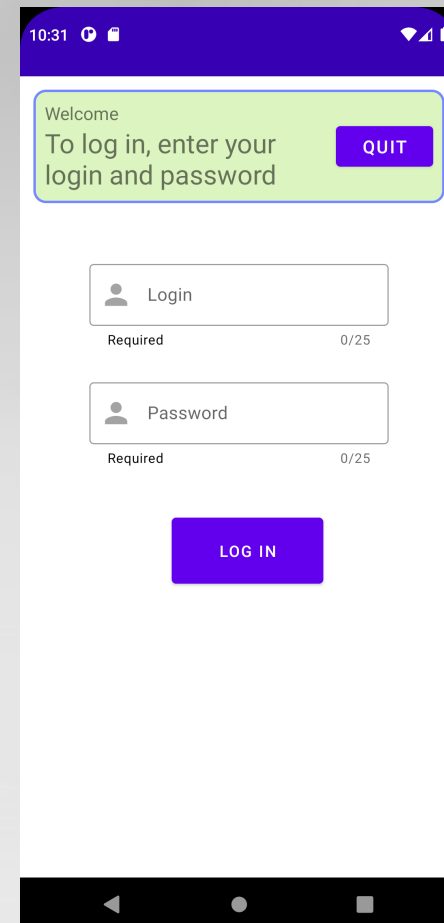 10:31
Welcome
To log in, enter your
login and password
QUIT
Login
Required 0/25
Password
Required 0/25
LOG IN